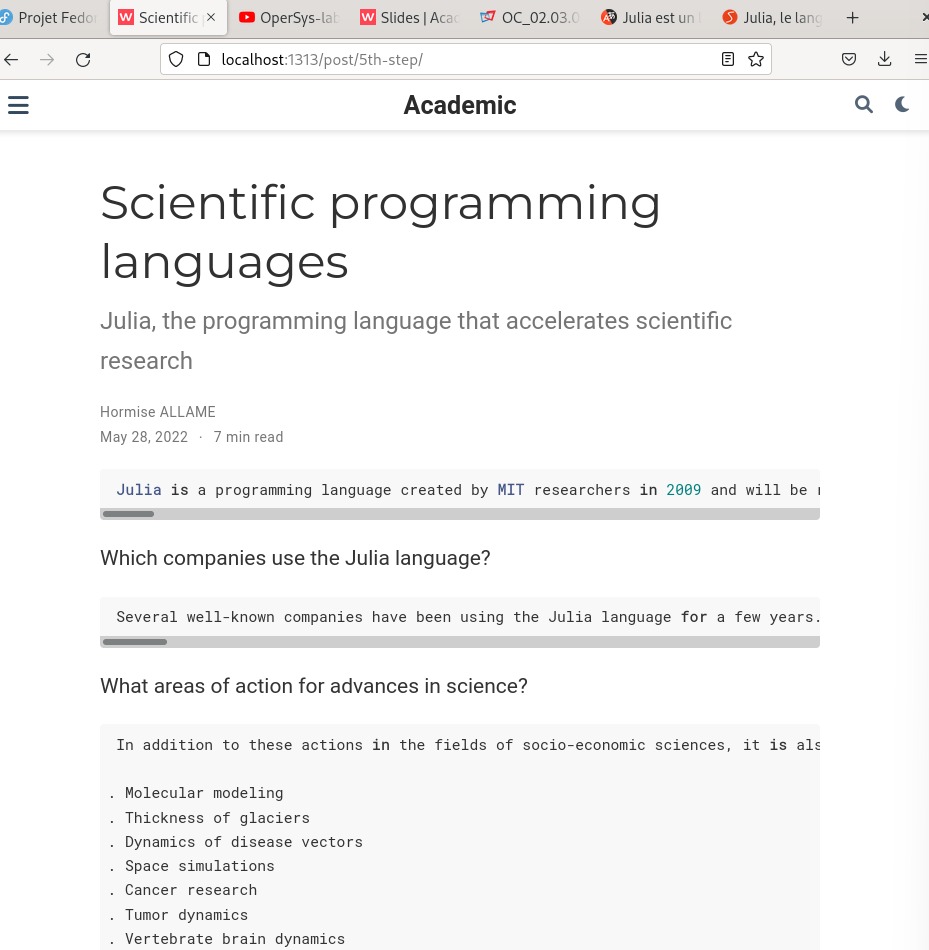 Projet Fedo
Scientific
OperSys-lab
Slides | Acad
OC_02.03.0
Julia est un
Julia, le lang
localhost:1313/post/5th-step/
Academic
Scientific programming
languages
Julia, the programming language that accelerates scientific
research
Hormise ALLAME
May 28, 2022 · 7 min read
Julia is a programming language created by MIT researchers in 2009 and will be
Which companies use the Julia language?
Several well-known companies have been using the Julia language for a few years.
What areas of action for advances in science?
In addition to these actions in the fields of socio-economic sciences, it is als
. Molecular modeling
. Thickness of glaciers
. Dynamics of disease vectors
. Space simulations
. Cancer research
. Tumor dynamics
. Vertebrate brain dynamics